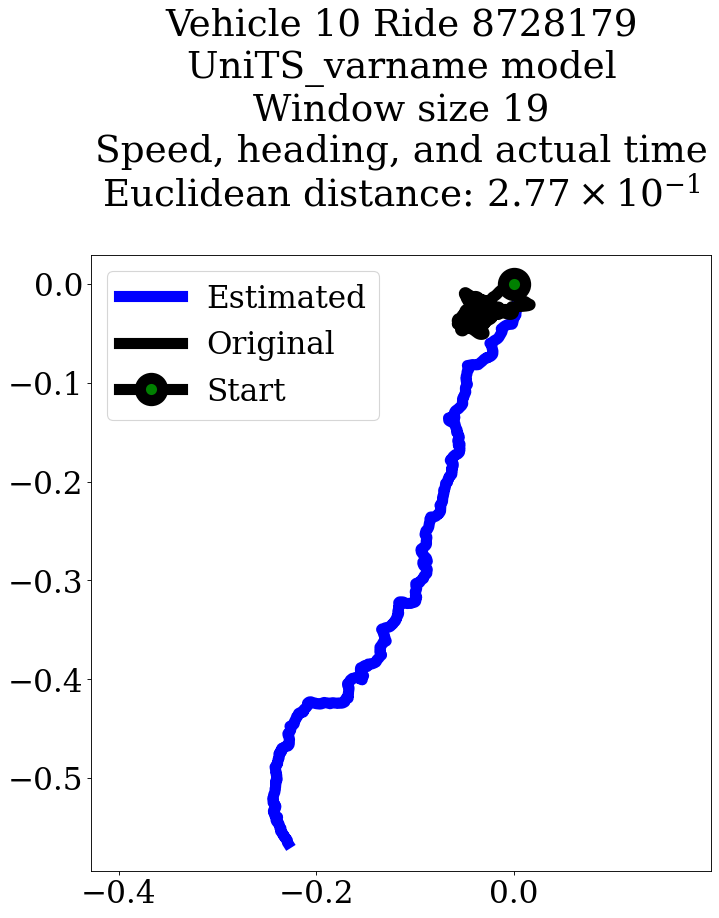 Vehicle 10 Ride 8728179
UniTS_varname model
Window size 19
Speed, heading, and actual time
Euclidean distance: 2.77 × 10⁻¹
Estimated
Original
Start
0.0
−0.1
−0.2
−0.3
−0.4
−0.5
−0.4 −0.2 0.0